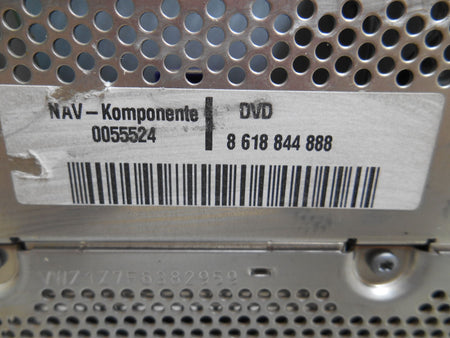 NAV – Komponente DVD
0055524 8 618 844 888